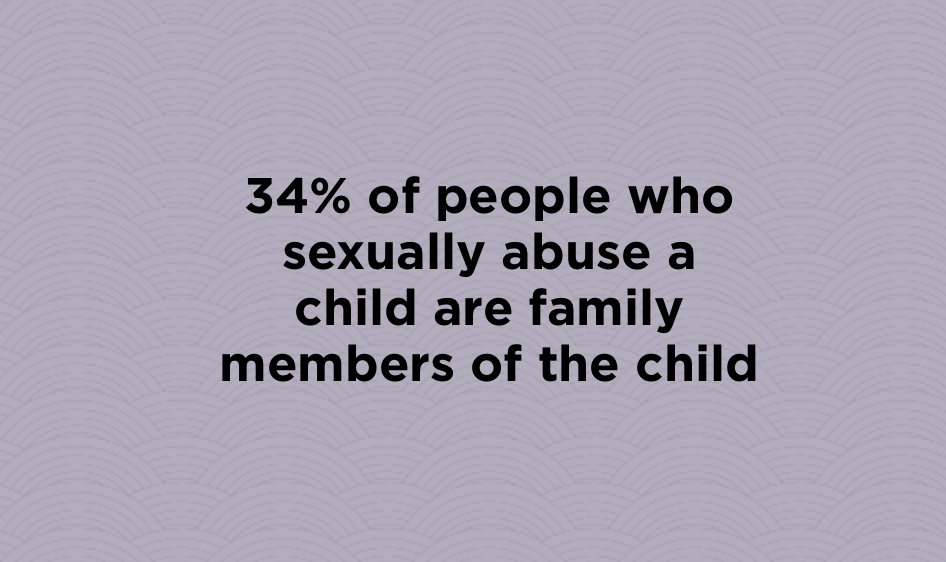 34% of people who
sexually abuse a
child are family
members of the child